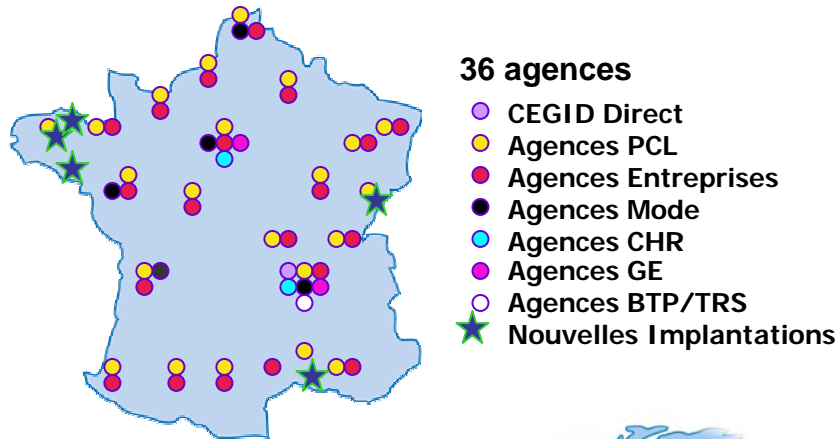 36 agences
CEGID Direct
Agences PCL
Agences Entreprises
Agences Mode
Agences CHR
Agences GE
Agences BTP/TRS
Nouvelles Implantations